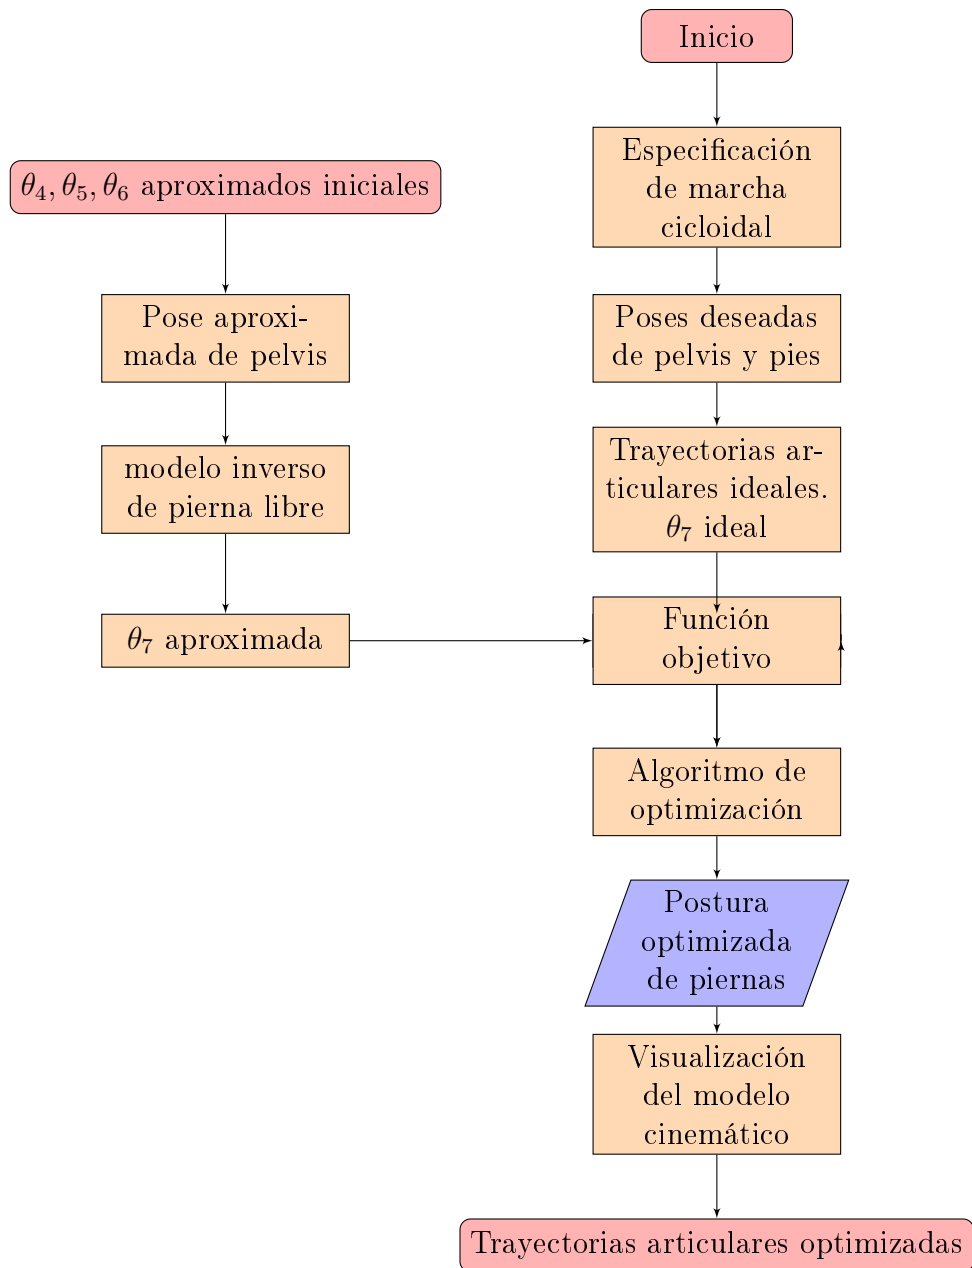 Inicio
Especificación
de marcha
cicloidal
θ₄, θ₅, θ₆ aproximados iniciales
Pose aproxi-
mada de pelvis
Poses deseadas
de pelvis y pies
modelo inverso
de pierna libre
Trayectorias ar-
ticulares ideales.
θ₇ ideal
θ₇ aproximada
Función
objetivo
Algoritmo de
optimización
Postura
optimizada
de piernas
Visualización
del modelo
cinemático
Trayectorias articulares optimizadas